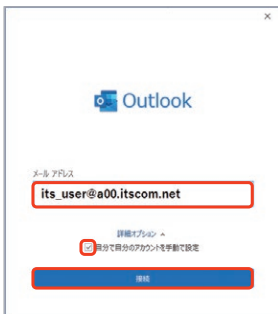 Outlook
メール アドレス
its_user@a00.itscom.net
詳細オプション
自分で自分のアカウントを手動で設定
接続